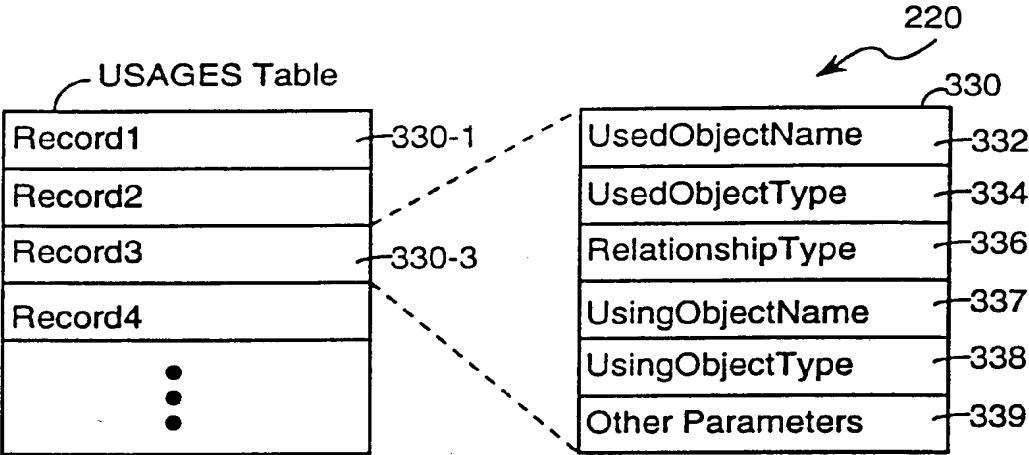 220
USAGES Table
330
Record1
330-1
UsedObjectName
332
Record2
UsedObjectType
334
Record3
330-3
RelationshipType
336
Record4
UsingObjectName
337
UsingObjectType
338
Other Parameters
339